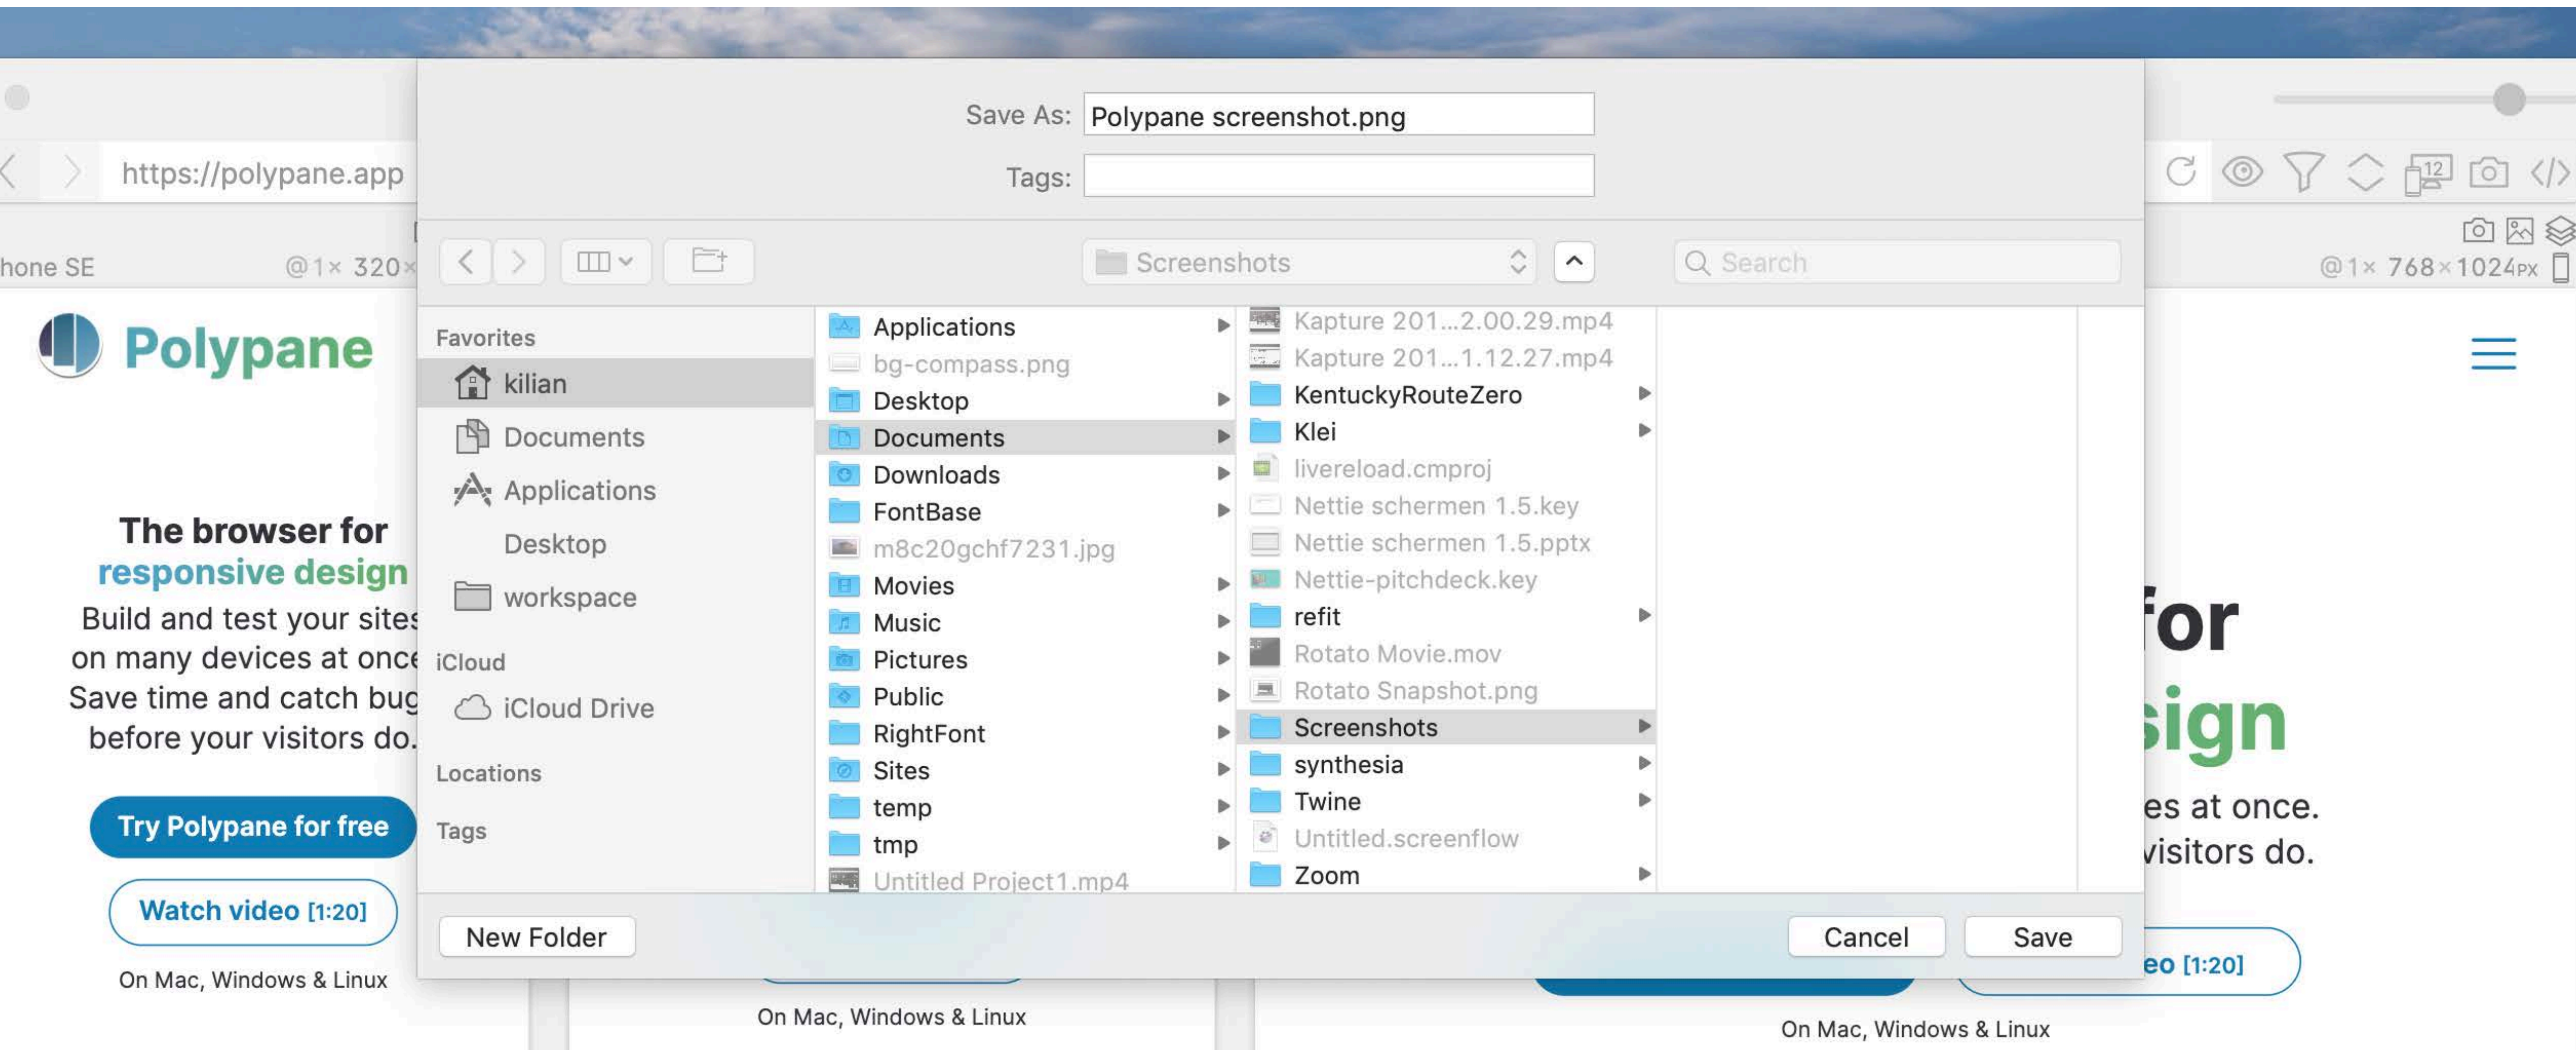 Save As: Polypane screenshot.png
Tags:
https://polypane.app
12
hone SE @1× 320×
Screenshots
Search
@1× 768×1024PX
Polypane
The browser for
responsive design
Build and test your sites
on many devices at once
Save time and catch bug
before your visitors do.
Try Polypane for free
Watch video [1:20]
On Mac, Windows & Linux
Favorites
kilian
Documents
Applications
Desktop
workspace
iCloud
iCloud Drive
Locations
Tags
Applications
bg-compass.png
Desktop
Documents
Downloads
FontBase
m8c20gchf7231.jpg
Movies
Music
Pictures
Public
RightFont
Sites
temp
tmp
Untitled Project1.mp4
Kapture 201...2.00.29.mp4
Kapture 201...1.12.27.mp4
KentuckyRouteZero
Klei
livereload.cmproj
Nettie schermen 1.5.key
Nettie schermen 1.5.pptx
Nettie-pitchdeck.key
refit
Rotato Movie.mov
Rotato Snapshot.png
Screenshots
synthesia
Twine
Untitled.screenflow
Zoom
New Folder
Cancel
Save
for
sign
es at once.
visitors do.
eo [1:20]
On Mac, Windows & Linux
On Mac, Windows & Linux